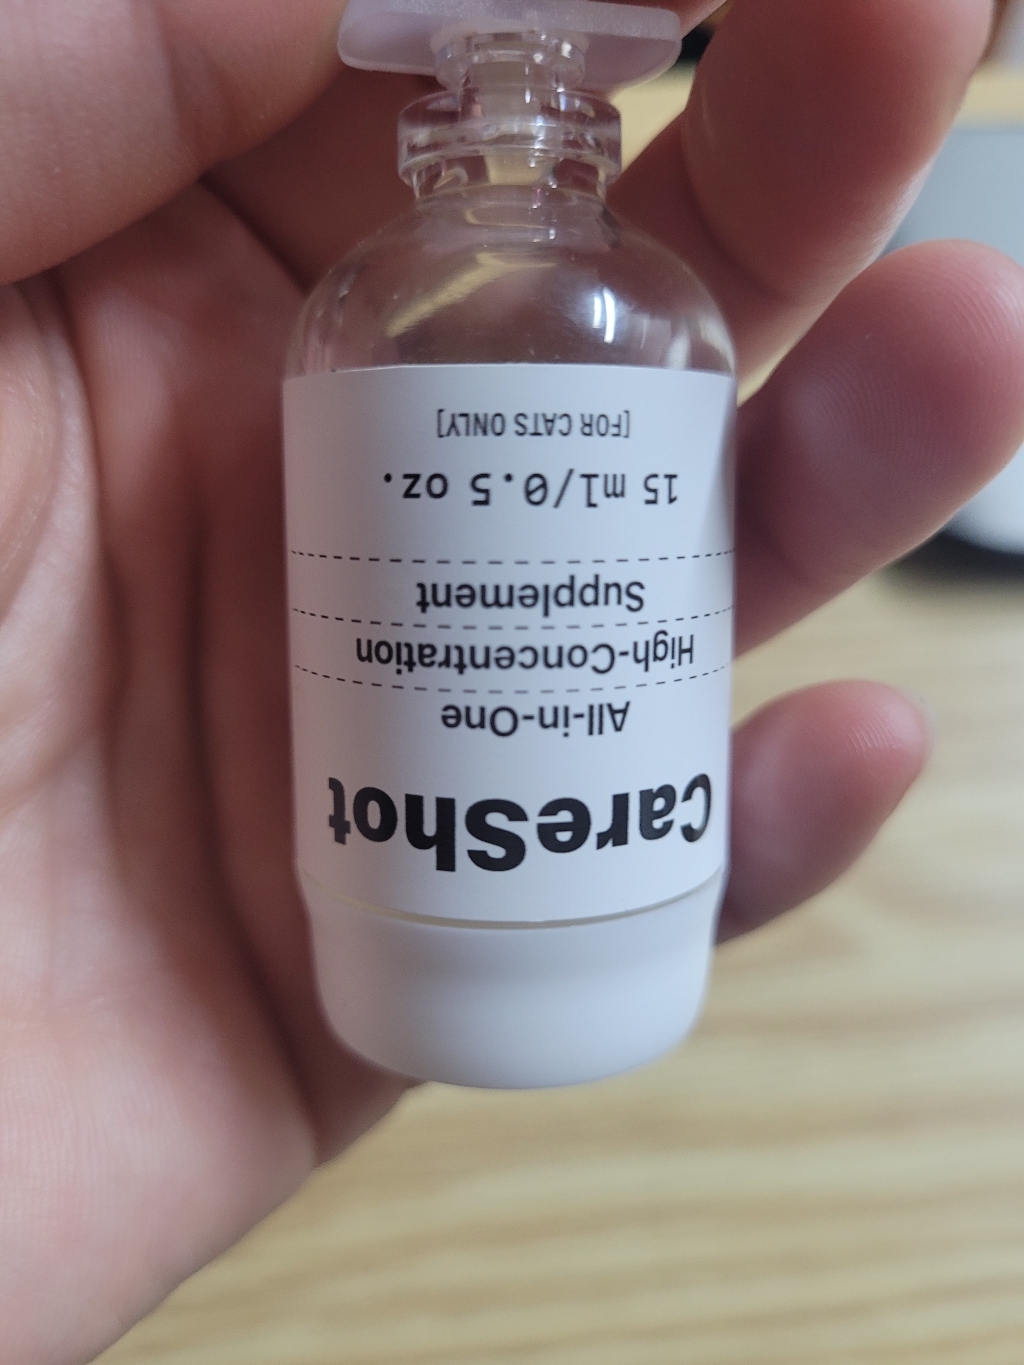 CareShot
All-in-One
High-Concentration
Supplement
15 ml/0.5 oz.
[FOR CATS ONLY]